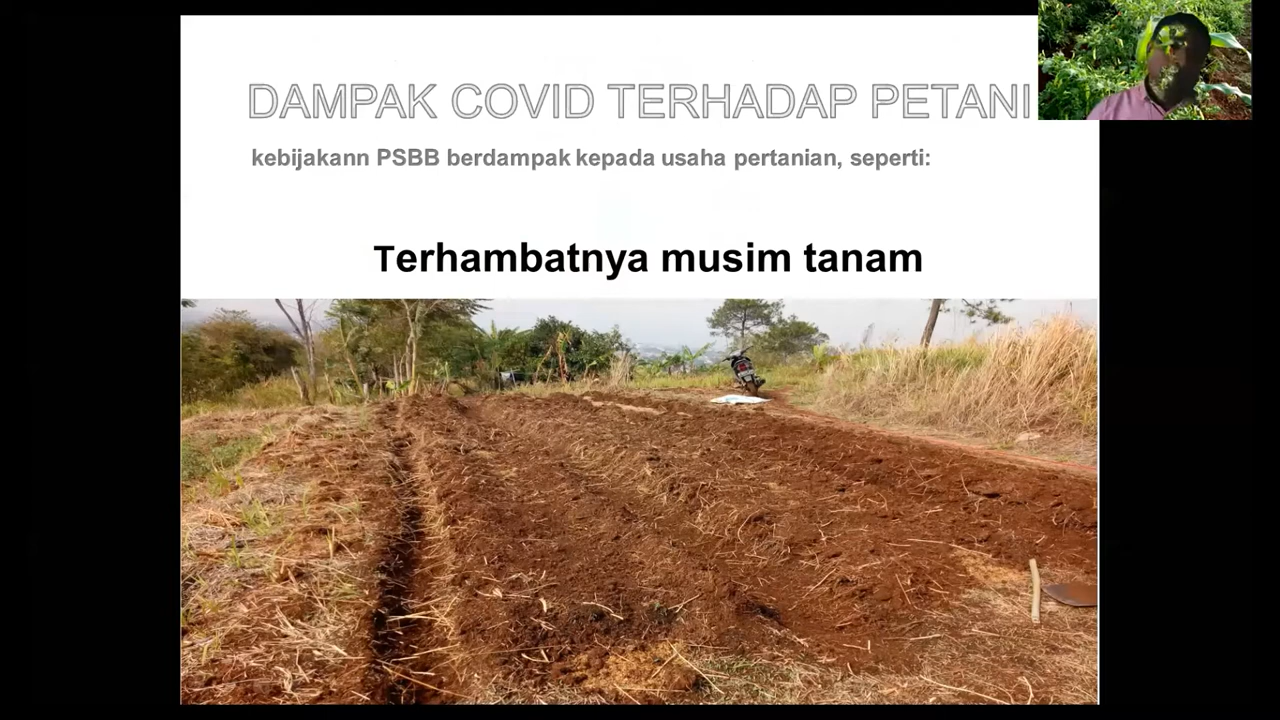 DAMPAK COVID TERHADAP PETANI
kebijakann PSBB berdampak kepada usaha pertanian, seperti:
Terhambatnya musim tanam